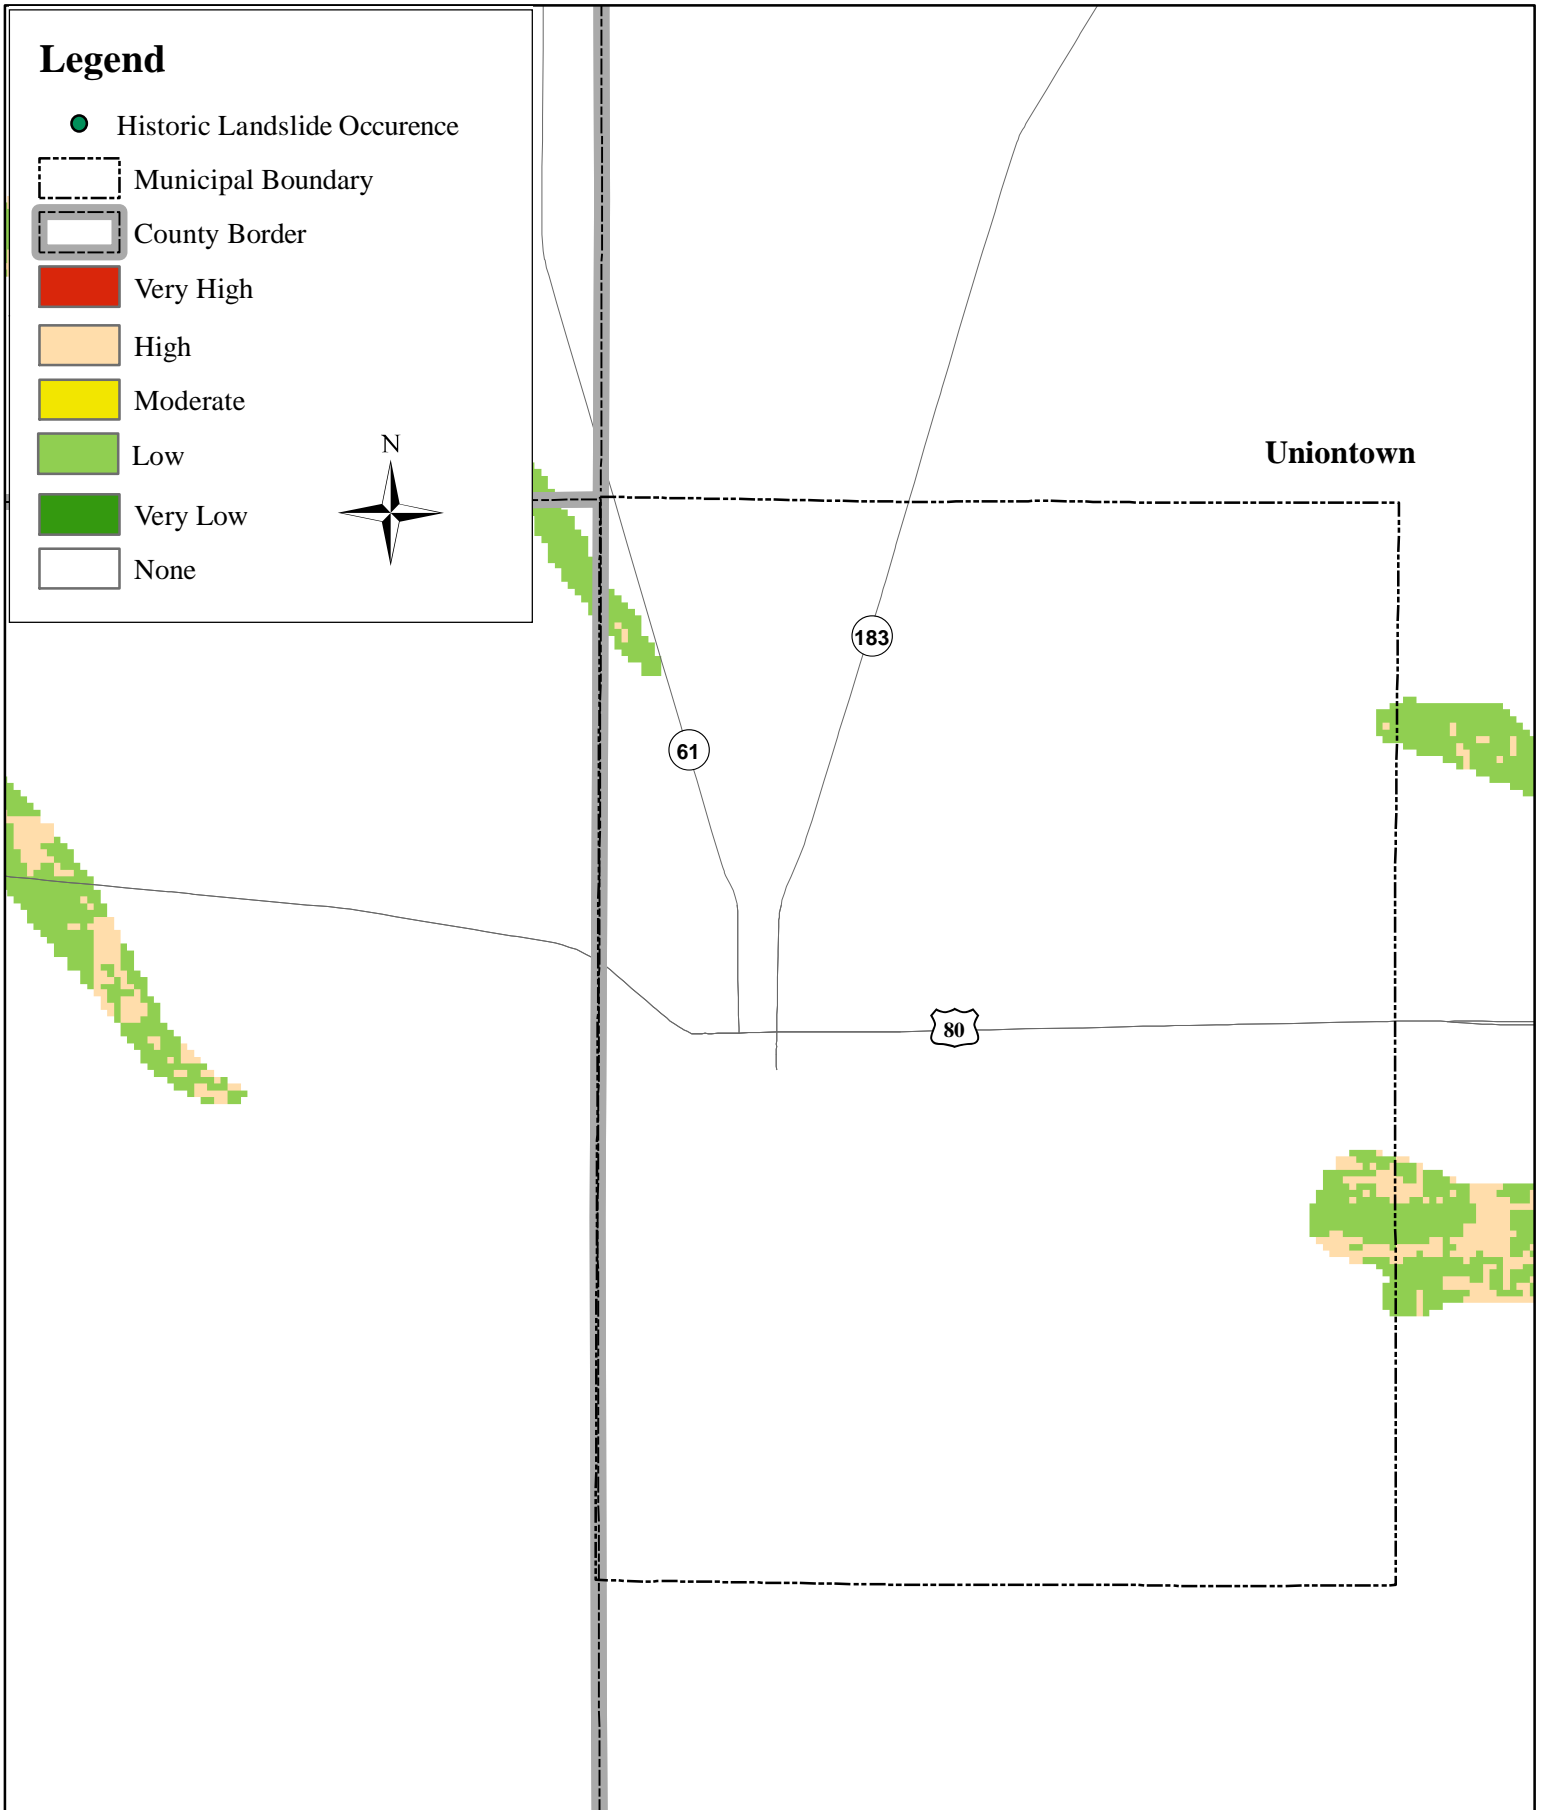 Legend
Historic Landslide Occurence
Municipal Boundary
County Border
Very High
High
Moderate
Low
Very Low
None
N
Uniontown
183
61
80